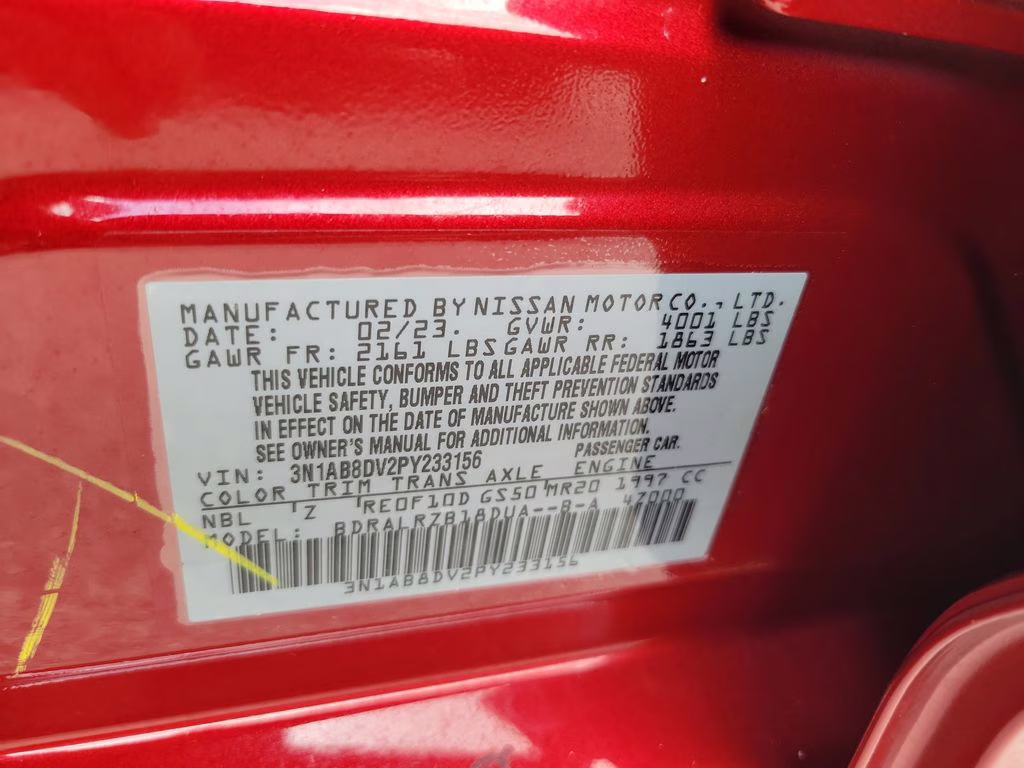 MANUFACTURED BY NISSAN MOTOR CO., LTD.
DATE: 02/23. GVWR: 4001 LBS
GAWR FR: 2161 LBS GAWR RR: 1863 LBS
THIS VEHICLE CONFORMS TO ALL APPLICABLE FEDERAL MOTOR
VEHICLE SAFETY, BUMPER AND THEFT PREVENTION STANDARDS
IN EFFECT ON THE DATE OF MANUFACTURE SHOWN ABOVE.
SEE OWNER'S MANUAL FOR ADDITIONAL INFORMATION.
VIN: 3N1AB8DV2PY233156 PASSENGER CAR.
COLOR TRIM TRANS AXLE ENGINE
NBL Z RE0F10D GS50 MR20 1997 CC
MODEL: BDRALRZB18DUA--B-A 47000
3N1AB8DV2PY233156